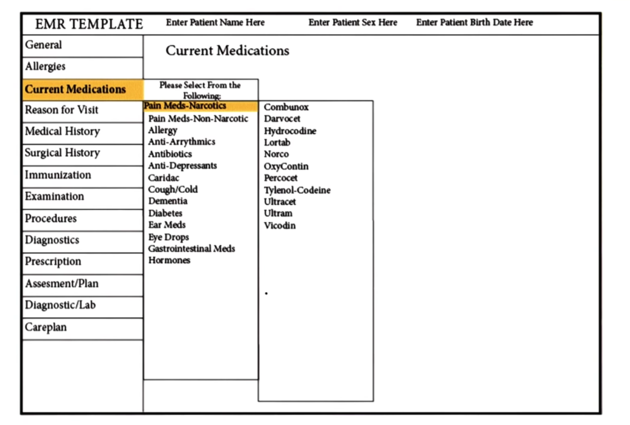 EMR TEMPLATE Enter Patient Name Here Enter Patient Sex Here Enter Patient Birth Date Here
General
Allergies
Current Medications
Reason for Visit
Medical History
Surgical History
Immunization
Examination
Procedures
Diagnostics
Prescription
Assesment/Plan
Diagnostic/Lab
Careplan
Current Medications
Please Select From the
Following:
Pain Meds-Narcotics
Pain Meds-Non-Narcotic
Allergy
Anti-Arrythmics
Antibiotics
Anti-Depressants
Caridac
Cough/Cold
Dementia
Diabetes
Ear Meds
Eye Drops
Gastrointestinal Meds
Hormones
Combunox
Darvocet
Hydrocodine
Lortab
Norco
OxyContin
Percocet
Tylenol-Codeine
Ultracet
Ultram
Vicodin